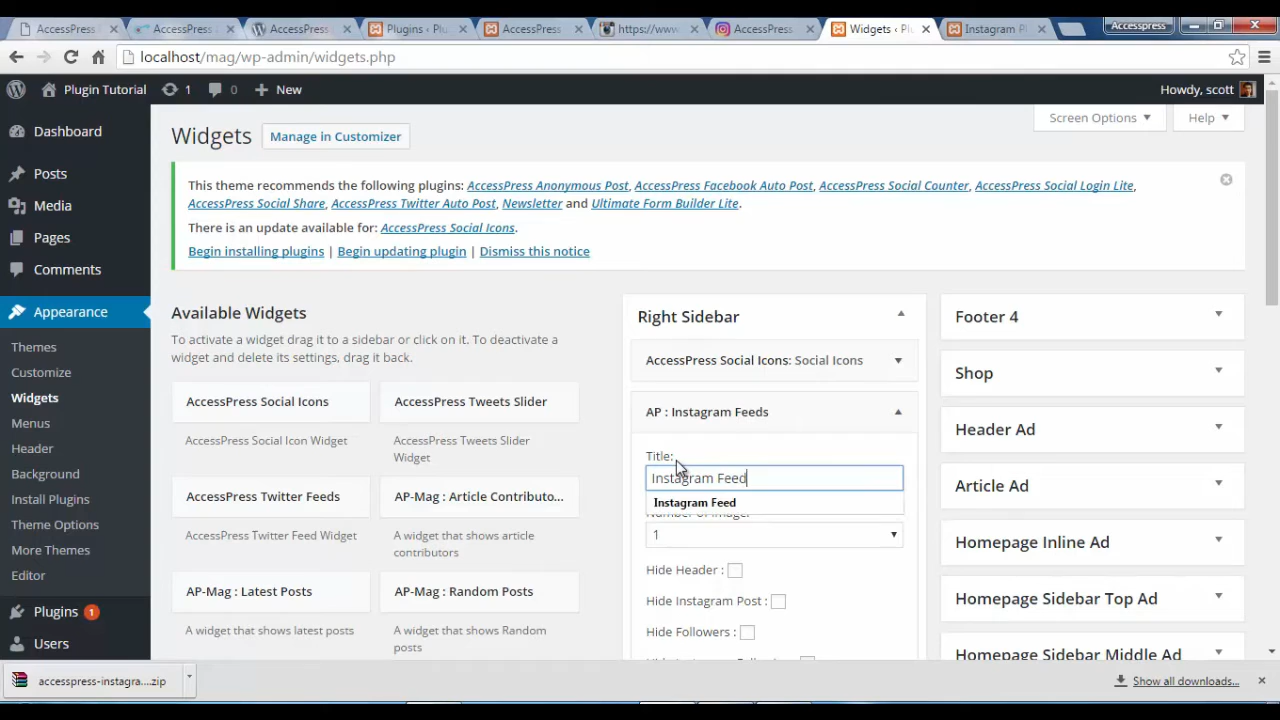 AccessPress
AccessPress
WordPress
Plugins ‹ Plu
AccessPress
https://www
AccessPress
Widgets ‹ Pl
Instagram Pl
Accesspress
localhost/mag/wp-admin/widgets.php
Plugin Tutorial
1
0
New
Howdy, scott
Dashboard
Posts
Media
Pages
Comments
Appearance
Themes
Customize
Widgets
Menus
Header
Background
Install Plugins
Theme Options
More Themes
Editor
Plugins 1
Users
Widgets
Manage in Customizer
Screen Options
Help
This theme recommends the following plugins: AccessPress Anonymous Post, AccessPress Facebook Auto Post, AccessPress Social Counter, AccessPress Social Login Lite,
AccessPress Social Share, AccessPress Twitter Auto Post, Newsletter and Ultimate Form Builder Lite.
There is an update available for: AccessPress Social Icons.
Begin installing plugins | Begin updating plugin | Dismiss this notice
Available Widgets
To activate a widget drag it to a sidebar or click on it. To deactivate a
widget and delete its settings, drag it back.
AccessPress Social Icons
AccessPress Social Icon Widget
AccessPress Tweets Slider
AccessPress Tweets Slider
Widget
AccessPress Twitter Feeds
AccessPress Twitter Feed Widget
AP-Mag : Article Contributo...
A widget that shows article
contributors
AP-Mag : Latest Posts
A widget that shows latest posts
AP-Mag : Random Posts
A widget that shows Random
posts
Right Sidebar
AccessPress Social Icons: Social Icons
AP : Instagram Feeds
Title:
Instagram Feed
Instagram Feed
Number of Image:
1
Hide Header :
Hide Instagram Post :
Hide Followers :
Footer 4
Shop
Header Ad
Article Ad
Homepage Inline Ad
Homepage Sidebar Top Ad
Homepage Sidebar Middle Ad
accesspress-instagra....zip
Show all downloads...